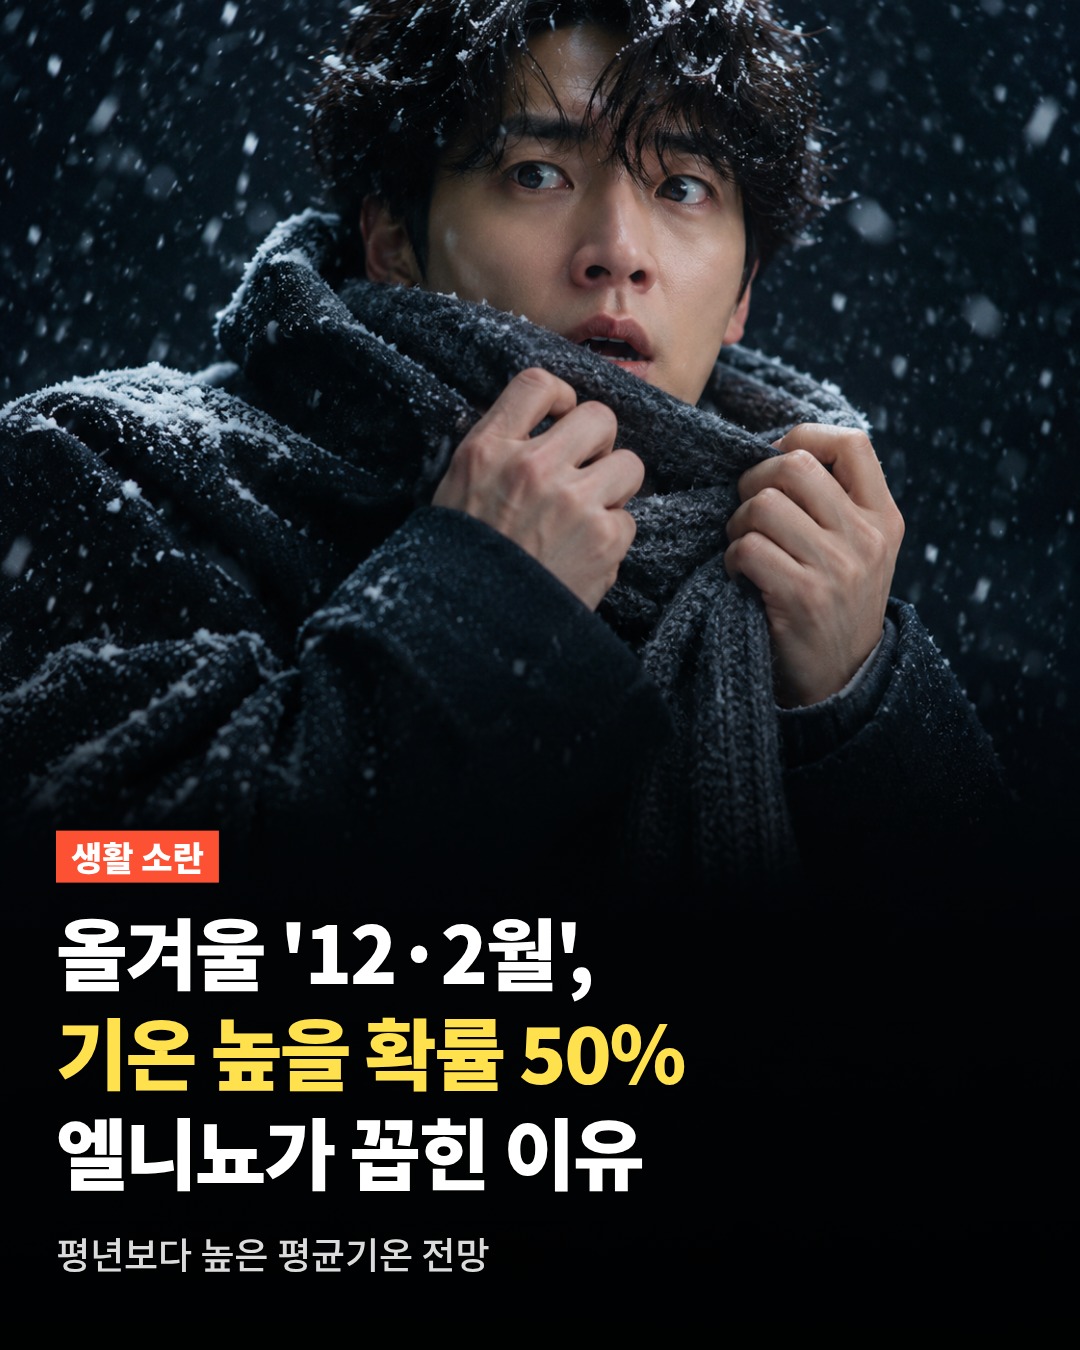 생활 소란
올겨울 '12·2월',
기온 높을 확률 50%
엘니뇨가 꼽힌 이유
평년보다 높은 평균기온 전망